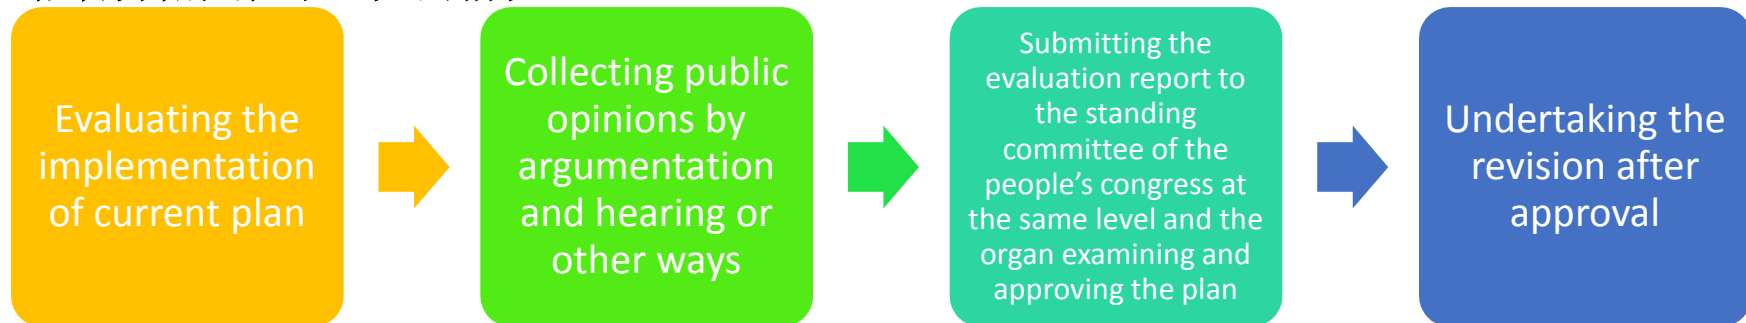 Evaluating the
implementation
of current plan
Collecting public
opinions by
argumentation
and hearing or
other ways
Submitting the
evaluation report to
the standing
committee of the
people’s congress at
the same level and the
organ examining and
approving the plan
Undertaking the
revision after
approval